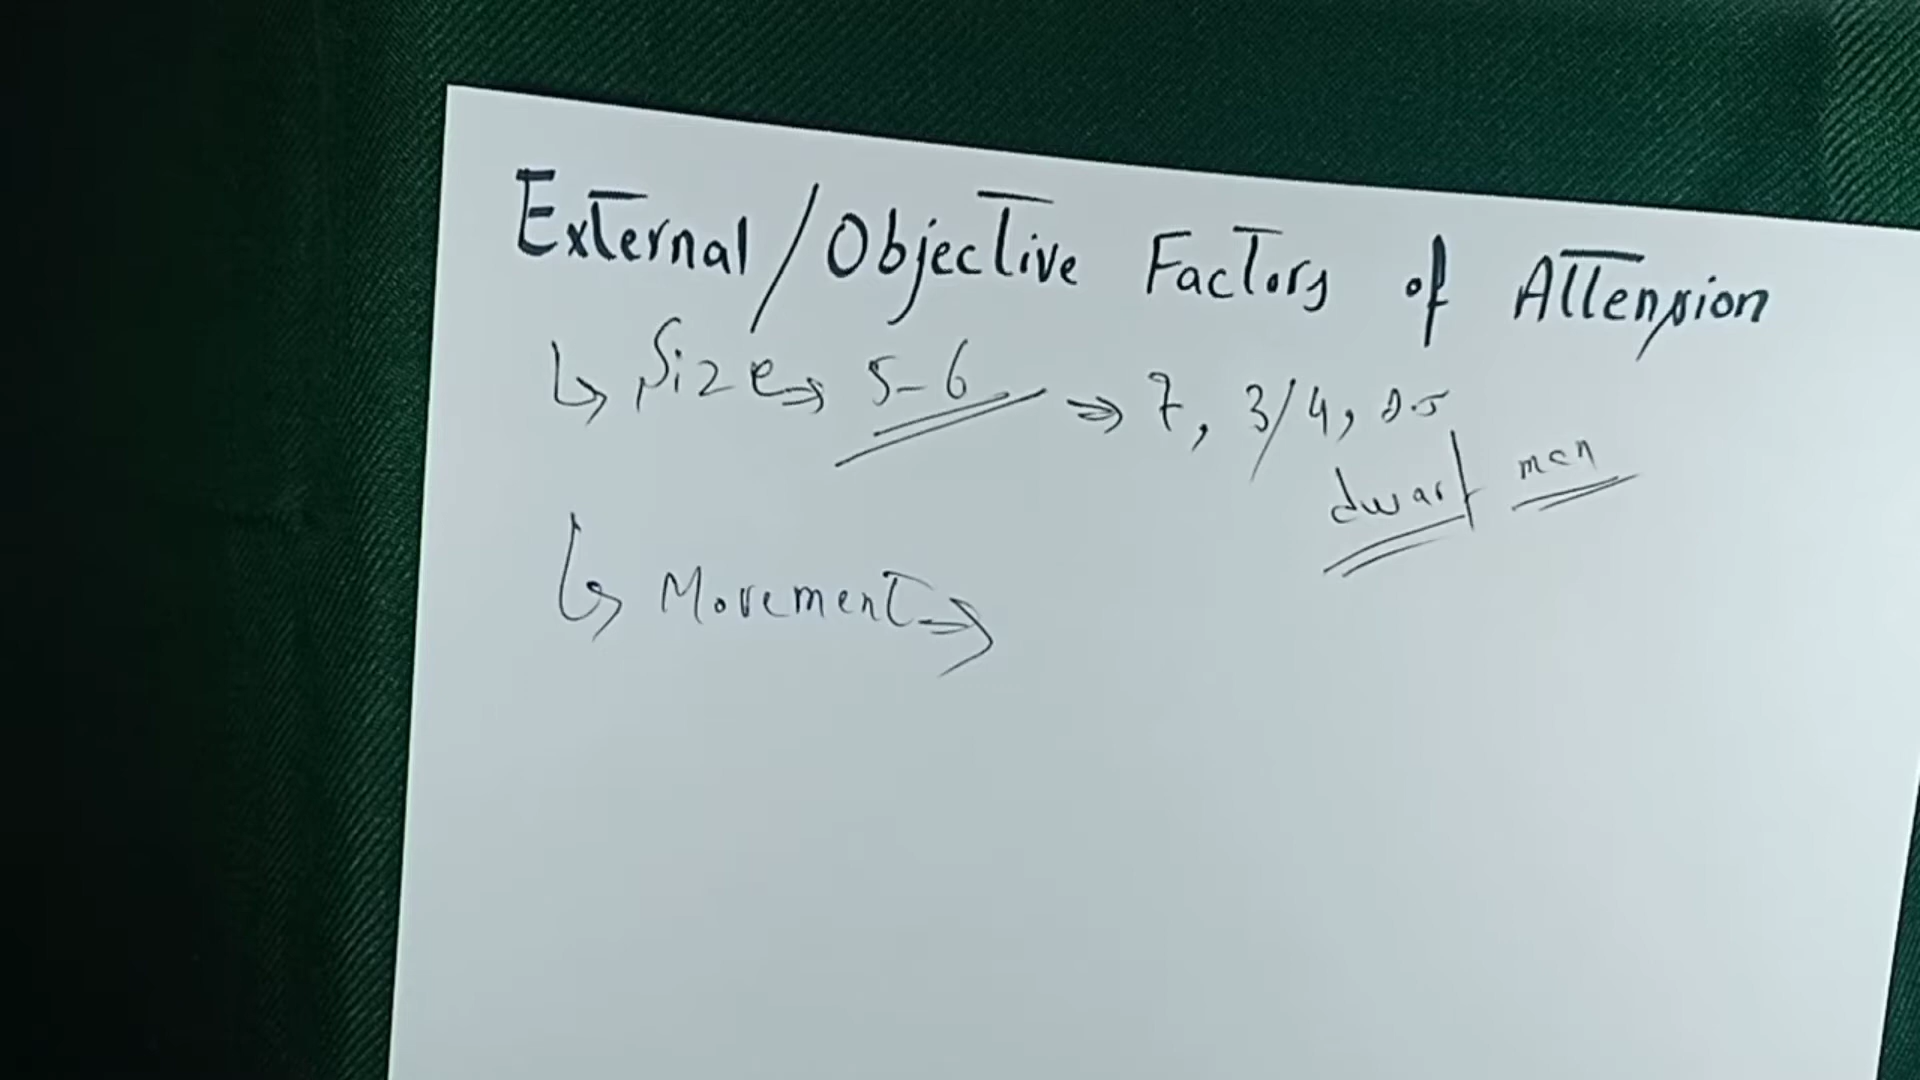 External/Objective Factors of Attension
↳ Size → 5-6 ⇒ 7, 3/4,
dwarf men
↳ Movement →